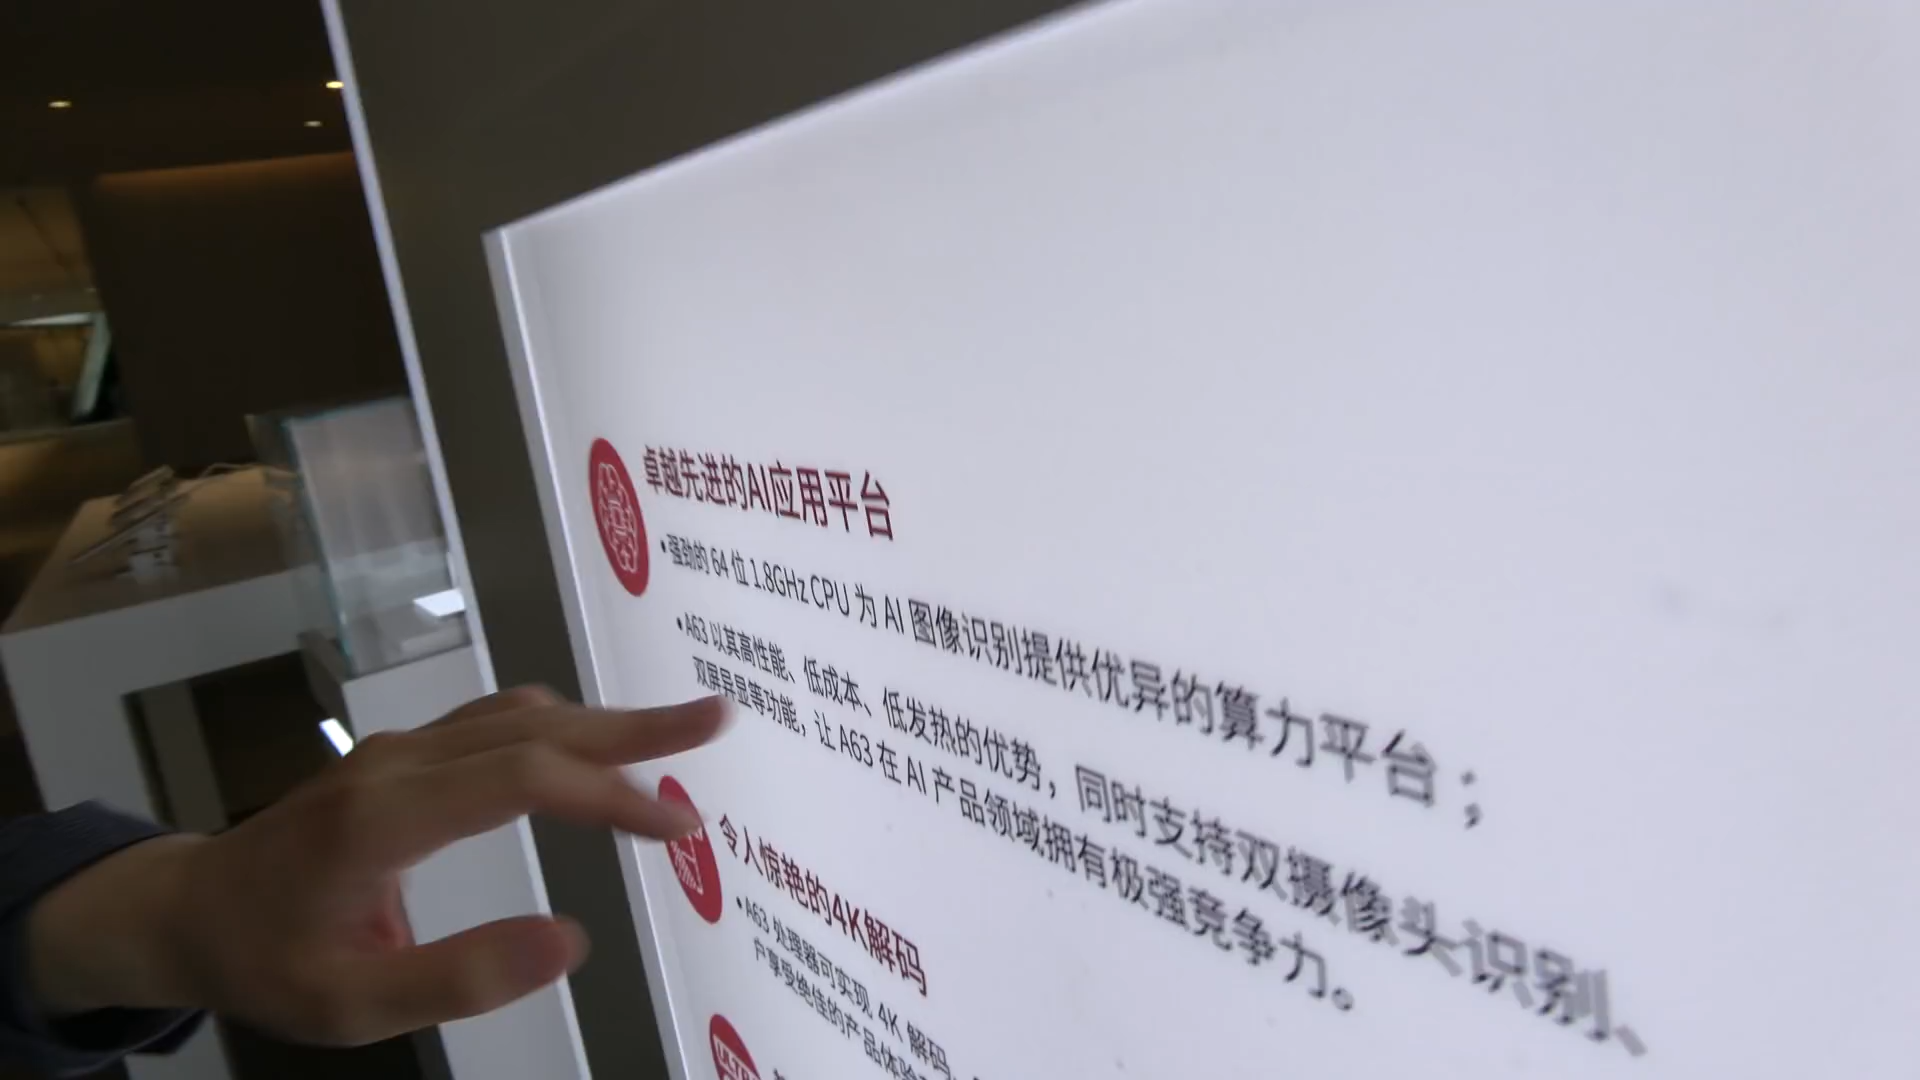 卓越先进的AI应用平台
•强劲的 64 位 1.8GHz CPU 为 AI 图像识别提供优异的算力平台；
•A63 以其高性能、低成本、低发热的优势，同时支持双摄像头识别、
双屏异显等功能，让 A63 在 AI 产品领域拥有极强竞争力。
令人惊艳的4K解码
•A63 处理器可实现 4K 解码
户享受绝佳的产品体验
ULTR